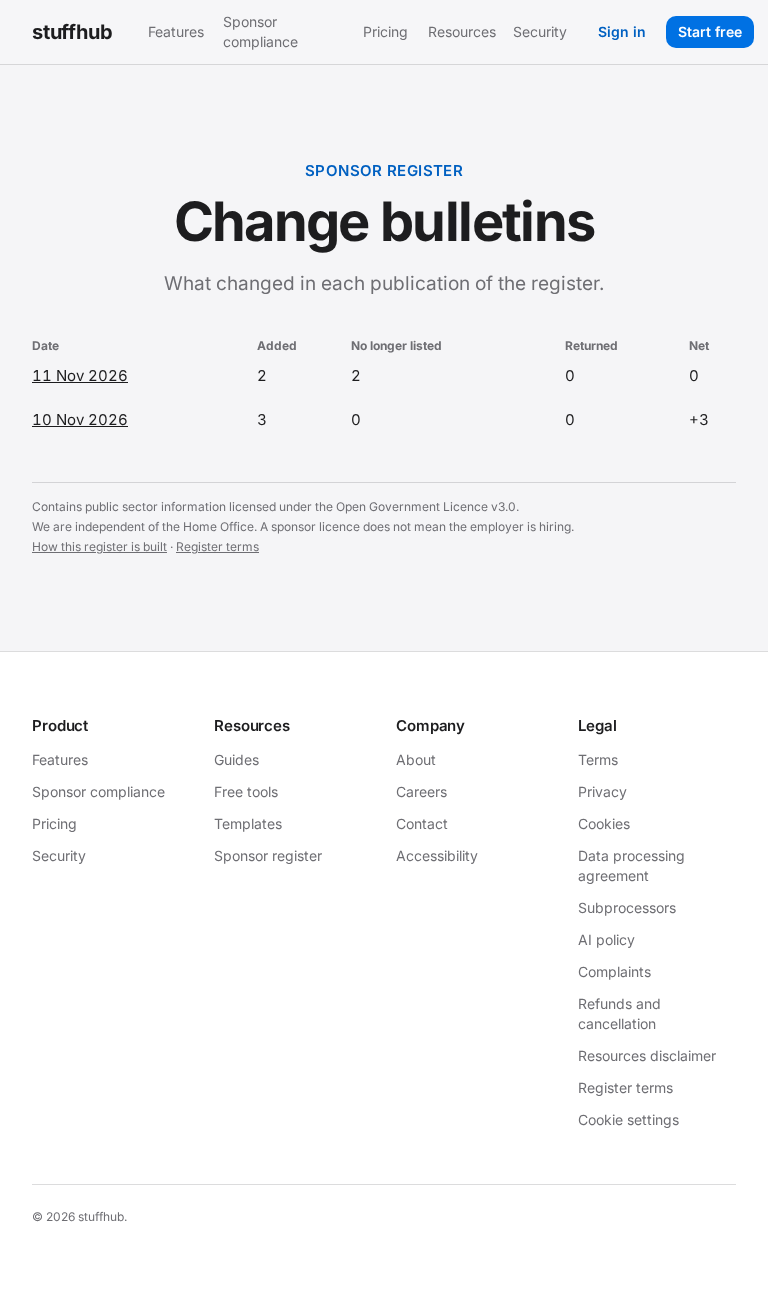 stuffhub
Features
Sponsor
compliance
Pricing
Resources
Security
Sign in
Start free
SPONSOR REGISTER
Change bulletins
What changed in each publication of the register.
Date Added No longer listed Returned Net
11 Nov 2026 2 2 0 0
10 Nov 2026 3 0 0 +3
Contains public sector information licensed under the Open Government Licence v3.0.
We are independent of the Home Office. A sponsor licence does not mean the employer is hiring.
How this register is built · Register terms
Product
Features
Sponsor compliance
Pricing
Security
Resources
Guides
Free tools
Templates
Sponsor register
Company
About
Careers
Contact
Accessibility
Legal
Terms
Privacy
Cookies
Data processing
agreement
Subprocessors
AI policy
Complaints
Refunds and
cancellation
Resources disclaimer
Register terms
Cookie settings
© 2026 stuffhub.